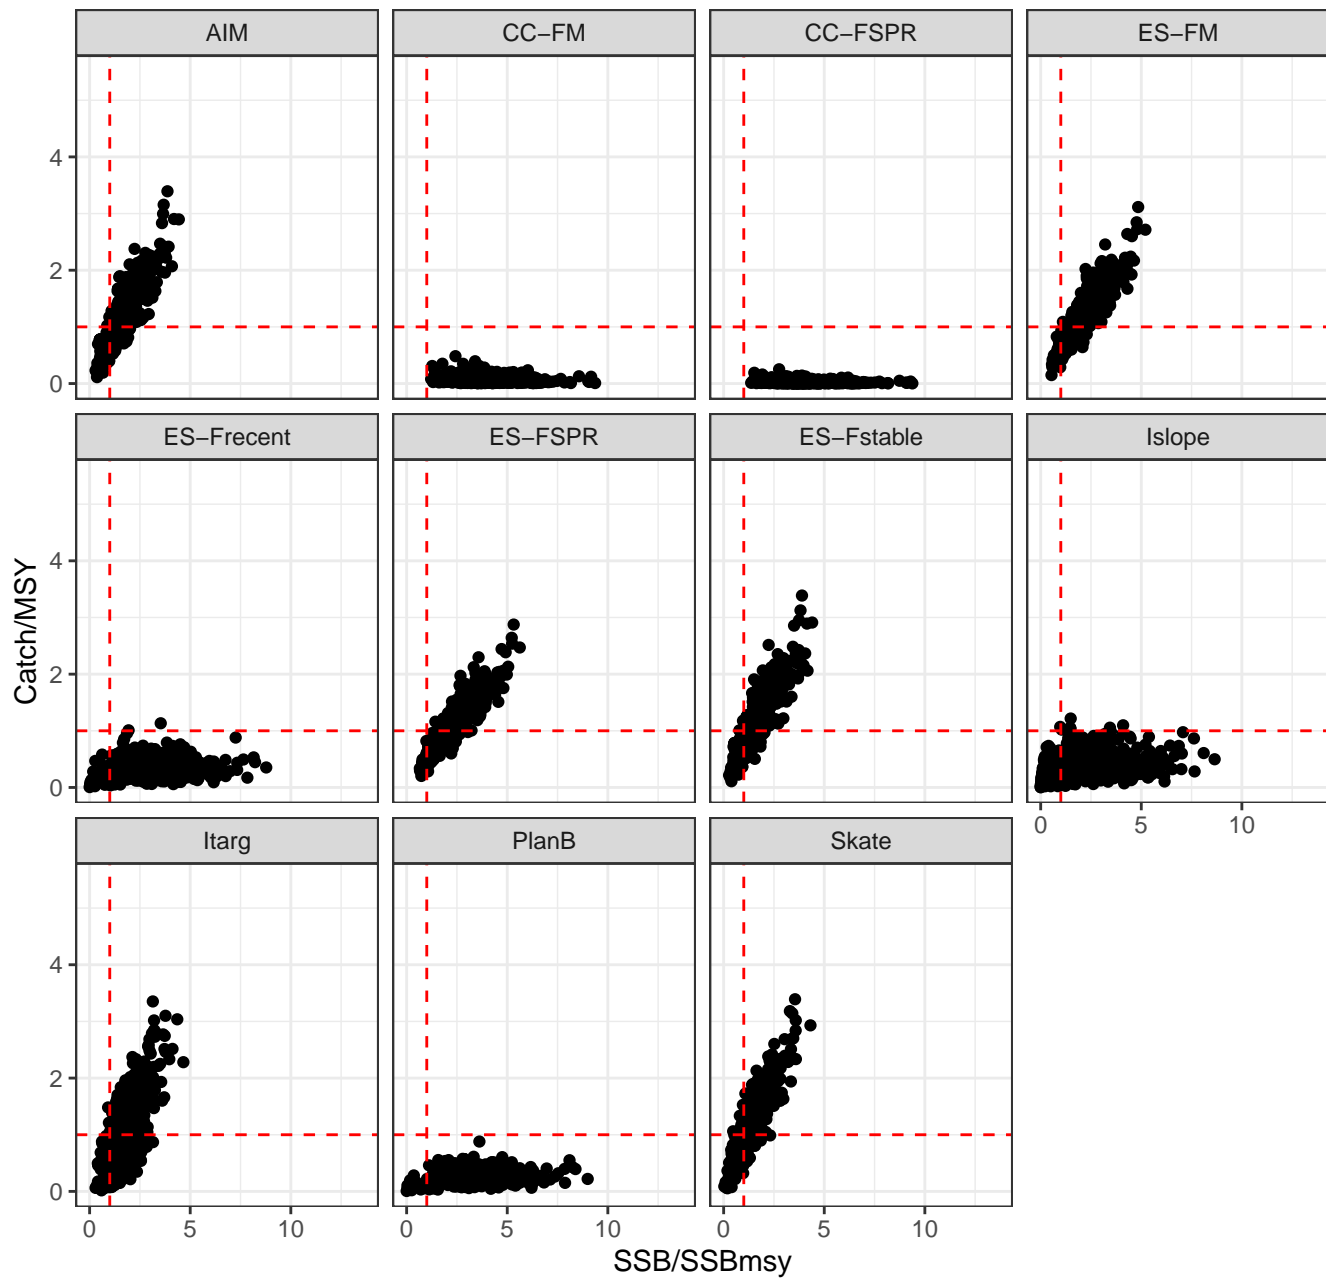 AIM CC−FM CC−FSPR ES−FM
4
2
0
ES−Frecent ES−FSPR ES−Fstable Islope
4
2
0
0 5 10
Itarg PlanB Skate
4
2
0
0 5 10 0 5 10 0 5 10
Catch/MSY
SSB/SSBmsy